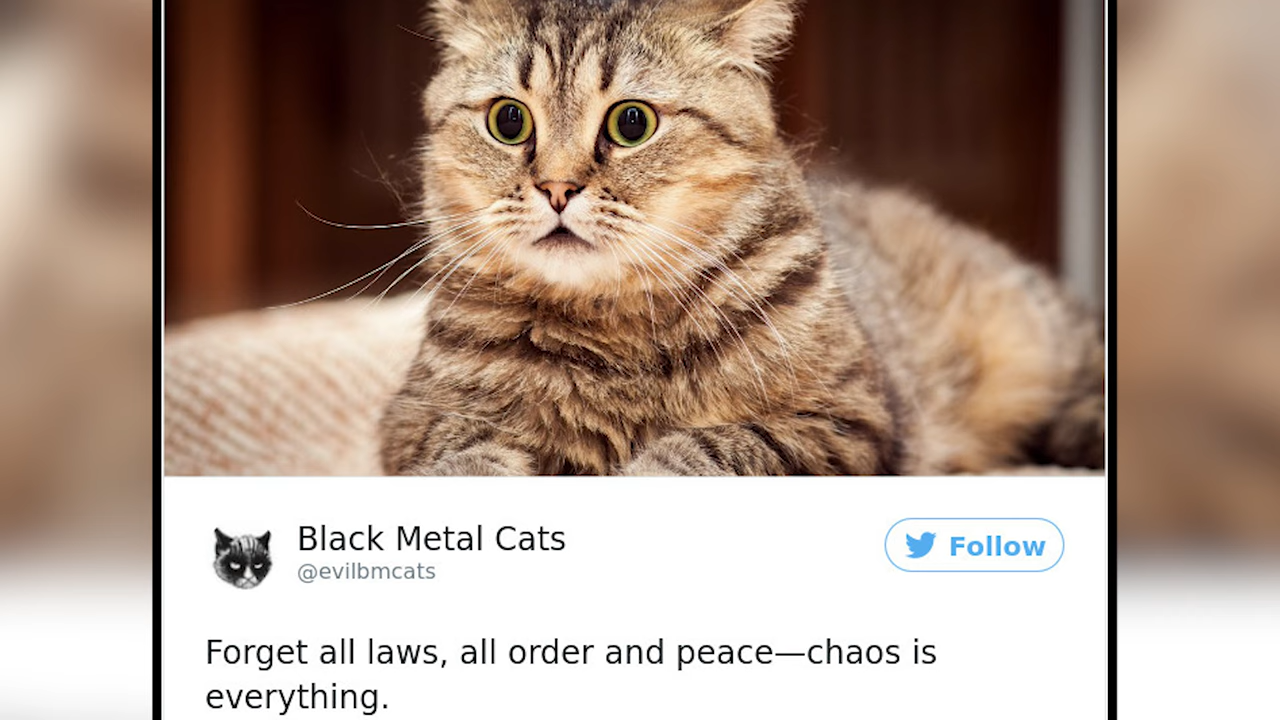 Black Metal Cats
@evilbmcats
Follow
Forget all laws, all order and peace—chaos is
everything.